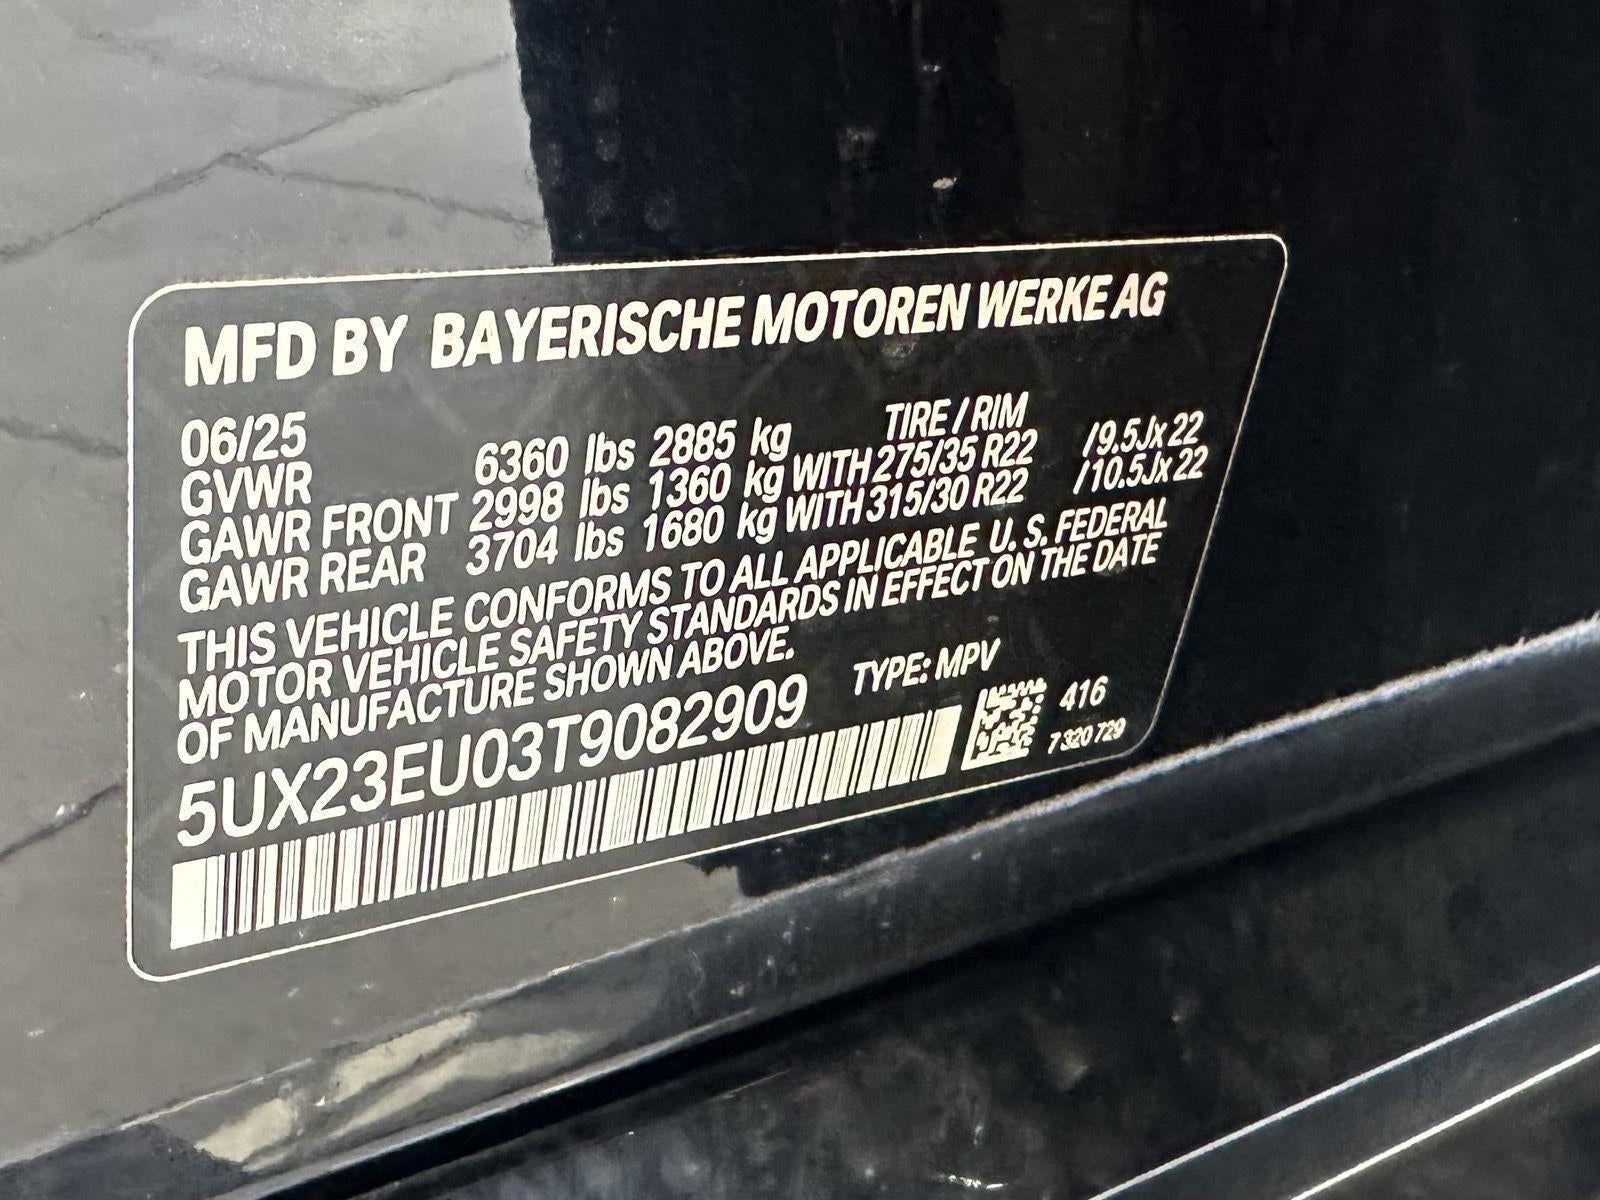 MFD BY BAYERISCHE MOTOREN WERKE AG
06/25 TIRE / RIM
GVWR 6360 lbs 2885 kg
GAWR FRONT 2998 lbs 1360 kg WITH 275/35 R22 /9.5Jx22
GAWR REAR 3704 lbs 1680 kg WITH 315/30 R22 /10.5Jx22
THIS VEHICLE CONFORMS TO ALL APPLICABLE U. S. FEDERAL
MOTOR VEHICLE SAFETY STANDARDS IN EFFECT ON THE DATE
OF MANUFACTURE SHOWN ABOVE.
TYPE: MPV
5UX23EU03T9082909
416
7 320 729